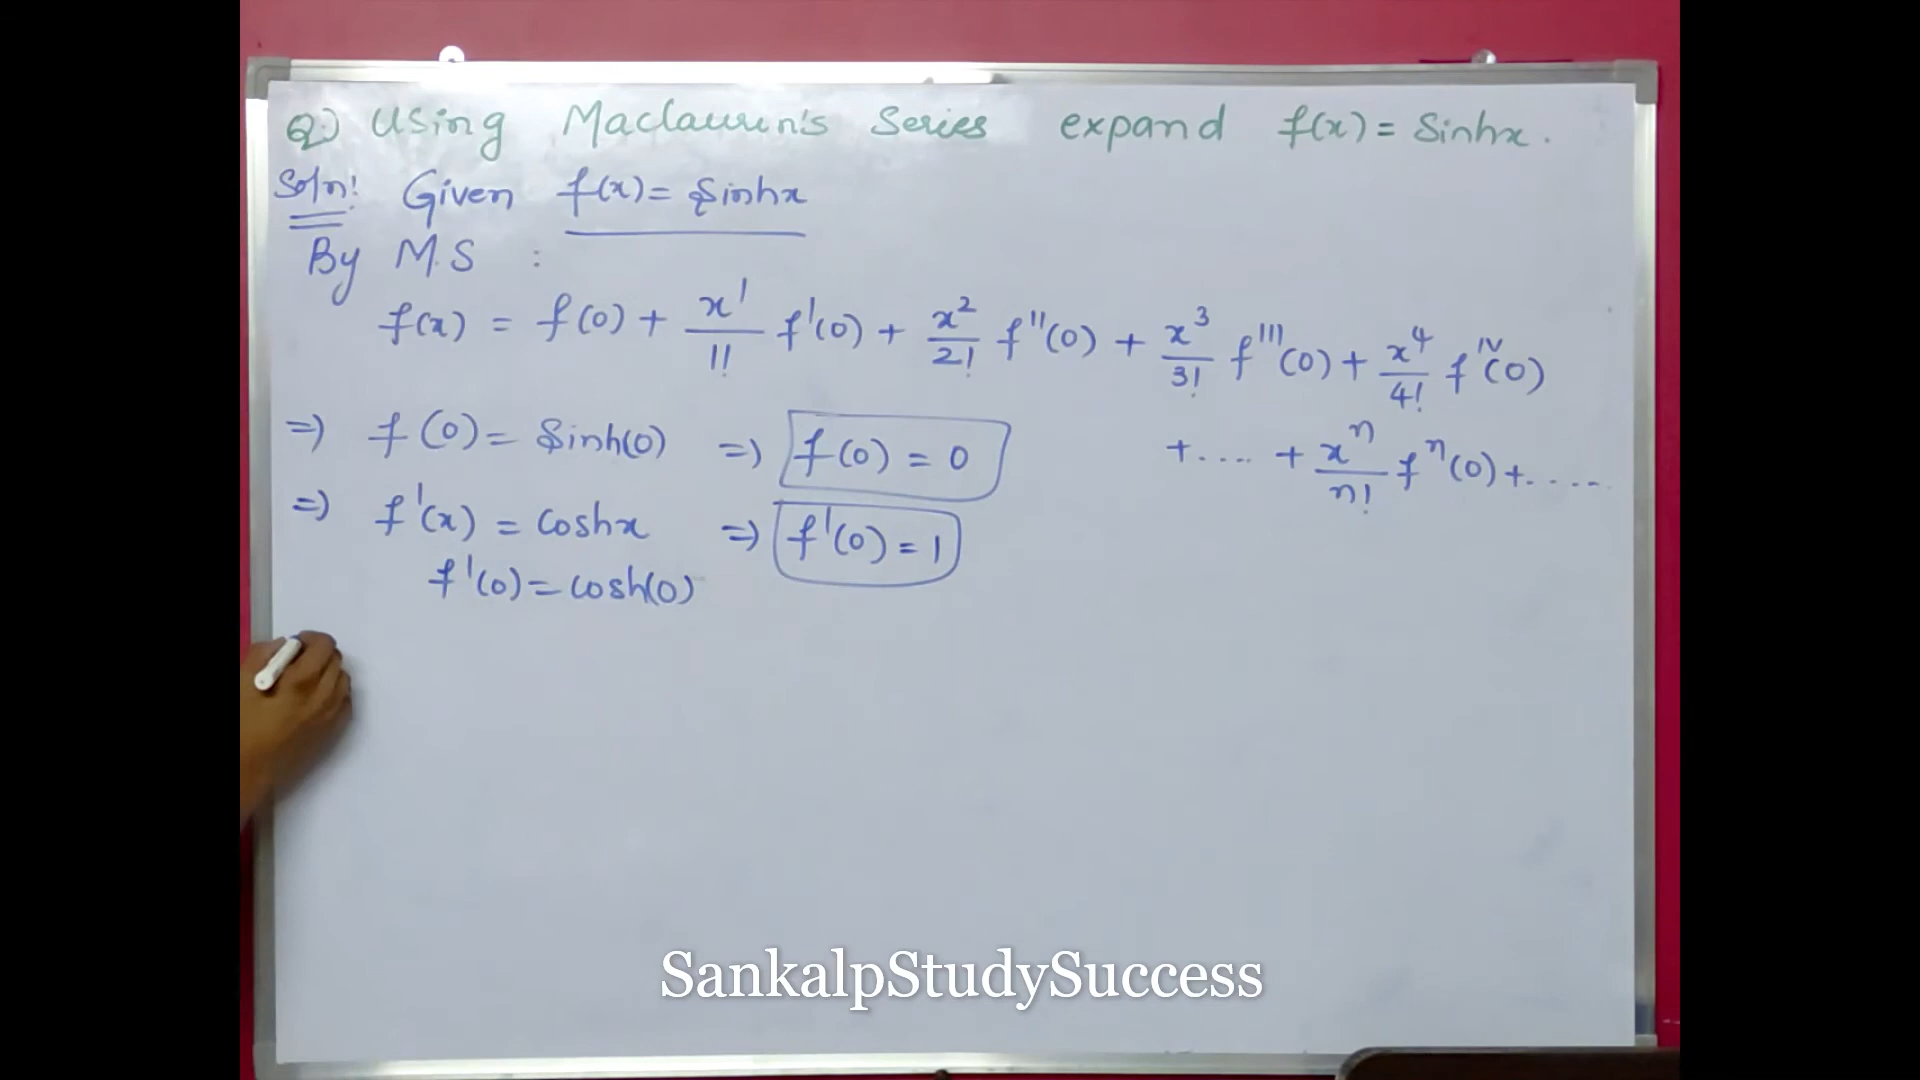 Q.) Using Maclaurin's Series expand f(x) = Sinhx.
Soln! Given f(x) = Sinhx
By M.S :
f(x) = f(0) + x¹/1! f'(0) + x²/2! f''(0) + x³/3! f'''(0) + x⁴/4! f^IV(0)
+.... + xⁿ/n! fⁿ(0) + .....
=) f(0) = Sinh(0) =) f(0) = 0
=) f'(x) = coshx =) f'(0) = 1
f'(0) = cosh(0)
SankalpStudySuccess